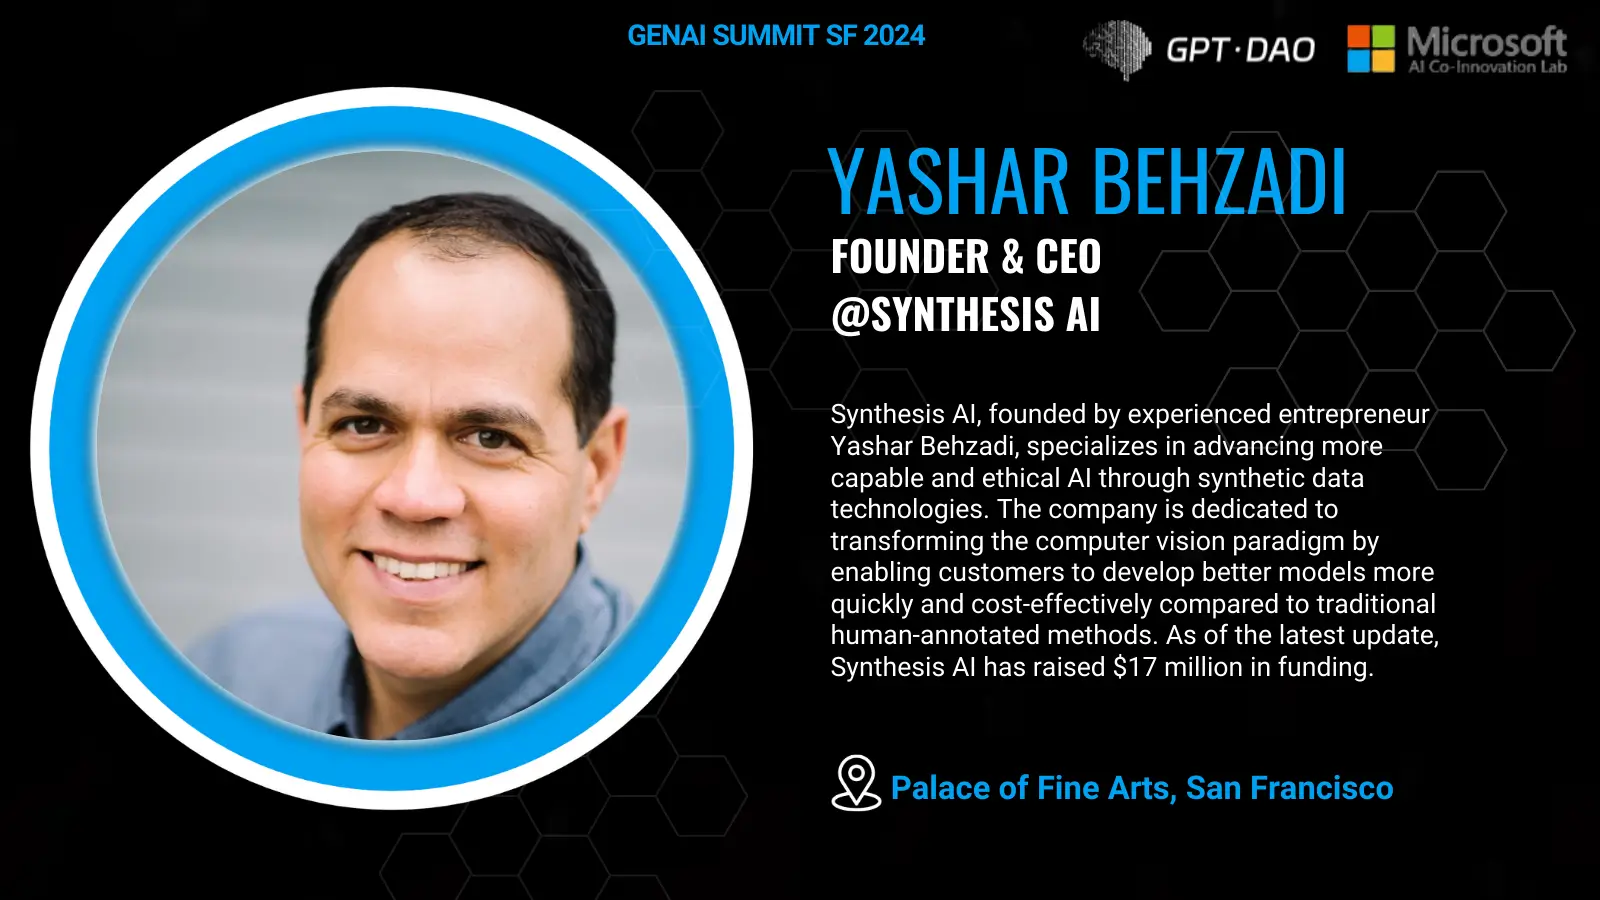 GENAI SUMMIT SF 2024
GPT·DAO
Microsoft
AI Co-Innovation Lab
YASHAR BEHZADI
FOUNDER & CEO
@SYNTHESIS AI
Synthesis AI, founded by experienced entrepreneur
Yashar Behzadi, specializes in advancing more
capable and ethical AI through synthetic data
technologies. The company is dedicated to
transforming the computer vision paradigm by
enabling customers to develop better models more
quickly and cost-effectively compared to traditional
human-annotated methods. As of the latest update,
Synthesis AI has raised $17 million in funding.
Palace of Fine Arts, San Francisco